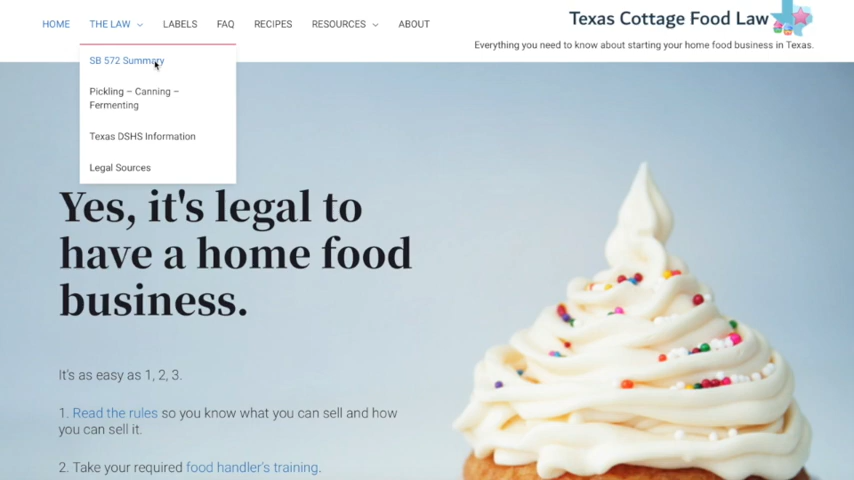 HOME THE LAW LABELS FAQ RECIPES RESOURCES ABOUT
Texas Cottage Food Law
Everything you need to know about starting your home food business in Texas.
SB 572 Summary
Pickling – Canning –
Fermenting
Texas DSHS Information
Legal Sources
Yes, it's legal to
have a home food
business.
It's as easy as 1, 2, 3.
1. Read the rules so you know what you can sell and how
you can sell it.
2. Take your required food handler's training.